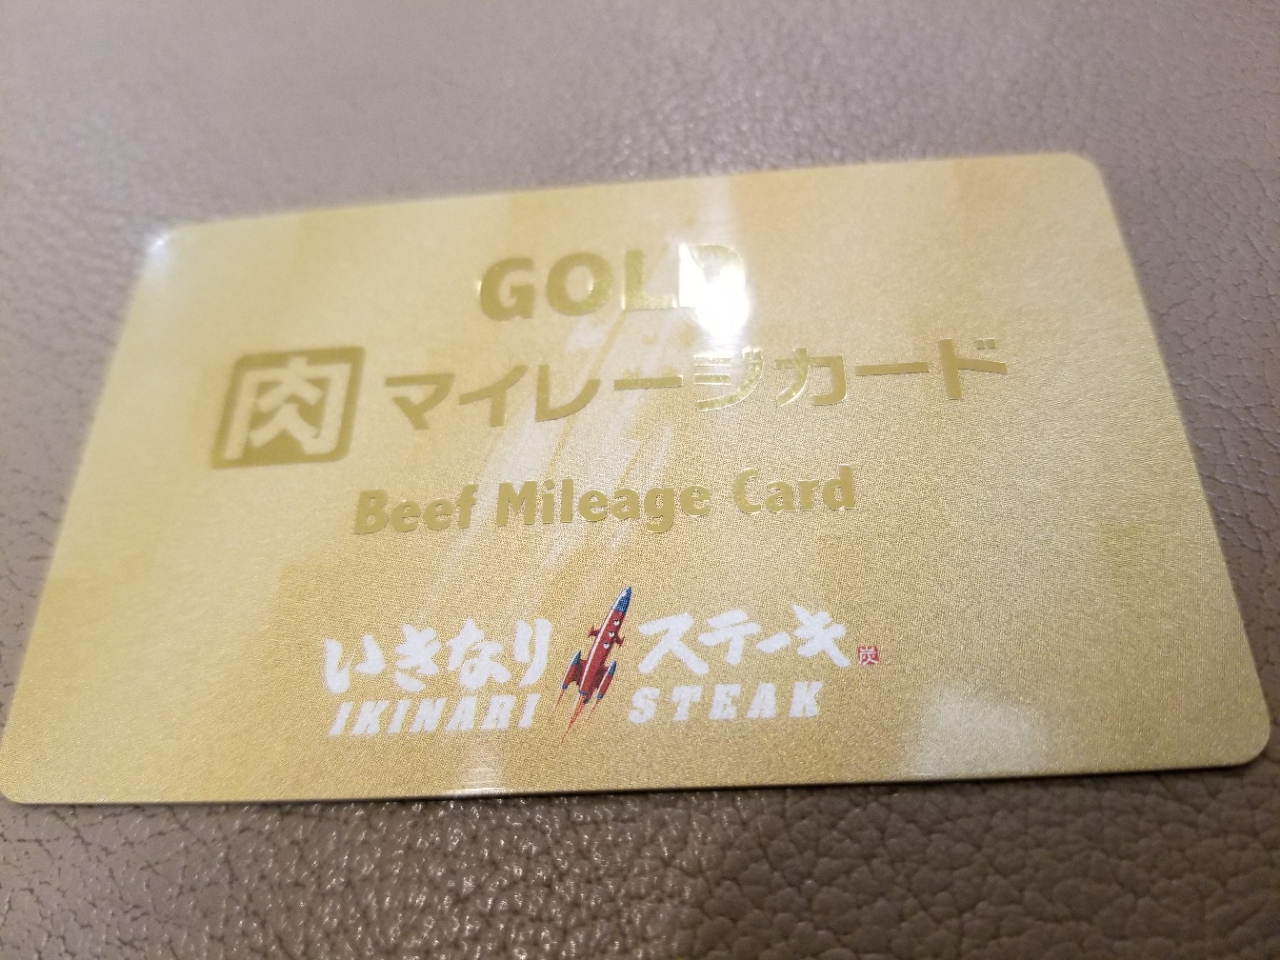 GOLD
肉 マイレージカード
Beef Mileage Card
いきなりステーキ 炭
IKINARI STEAK